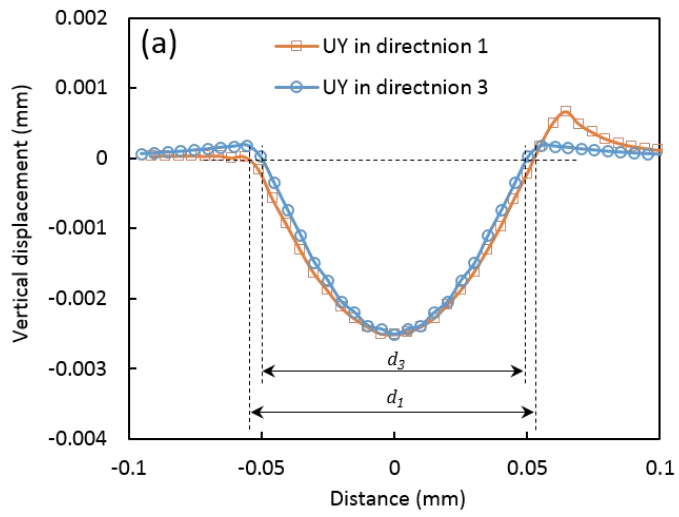 (a)
UY in directnion 1
UY in directnion 3
Vertical displacement (mm)
0.002
0.001
0
-0.001
-0.002
-0.003
-0.004
d3
d1
-0.1
-0.05
0
0.05
0.1
Distance (mm)